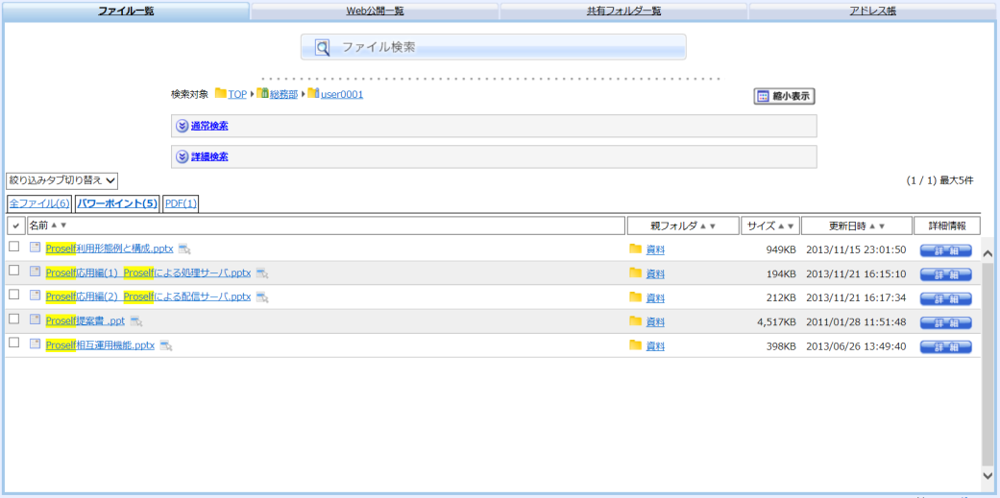 ファイル一覧 Web公開一覧 共有フォルダ一覧 アドレス帳
ファイル検索
検索対象 TOP 総務部 user0001 縮小表示
通常検索
詳細検索
絞り込みタブ切り替え (1 / 1) 最大5件
全ファイル(6) パワーポイント(5) PDF(1)
名前▲▼ 親フォルダ▲▼ サイズ▲▼ 更新日時▲▼ 詳細情報
Proself利用形態例と構成.pptx 資料 949KB 2013/11/15 23:01:50 詳 細
Proself応用編(1)_Proselfによる処理サーバ.pptx 資料 194KB 2013/11/21 16:15:10 詳 細
Proself応用編(2)_Proselfによる配信サーバ.pptx 資料 212KB 2013/11/21 16:17:34 詳 細
Proself提案書 .ppt 資料 4,517KB 2011/01/28 11:51:48 詳 細
Proself相互運用機能.pptx 資料 398KB 2013/06/26 13:49:40 詳 細